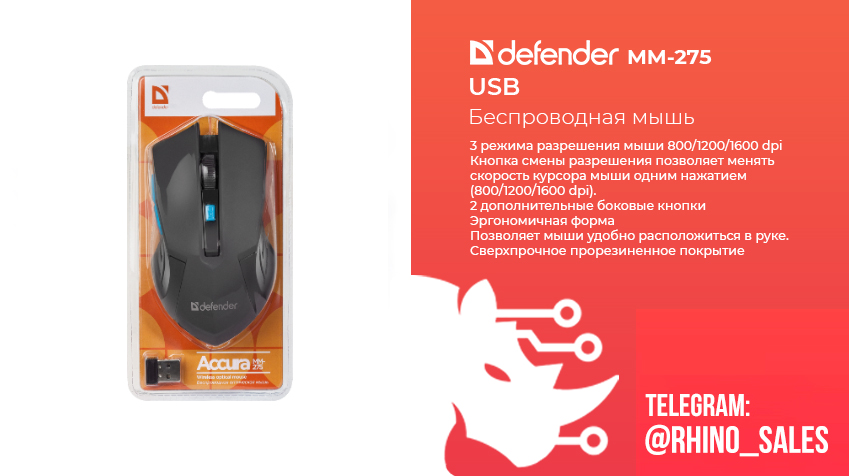 defender
defender
Accura MM-275
defender MM-275
USB
Беспроводная мышь
3 режима разрешения мыши 800/1200/1600 dpi
Кнопка смены разрешения позволяет менять
скорость курсора мыши одним нажатием
(800/1200/1600 dpi).
2 дополнительные боковые кнопки
Эргономичная форма
Позволяет мыши удобно расположиться в руке.
Сверхпрочное прорезиненное покрытие
TELEGRAM:
@RHINO_SALES